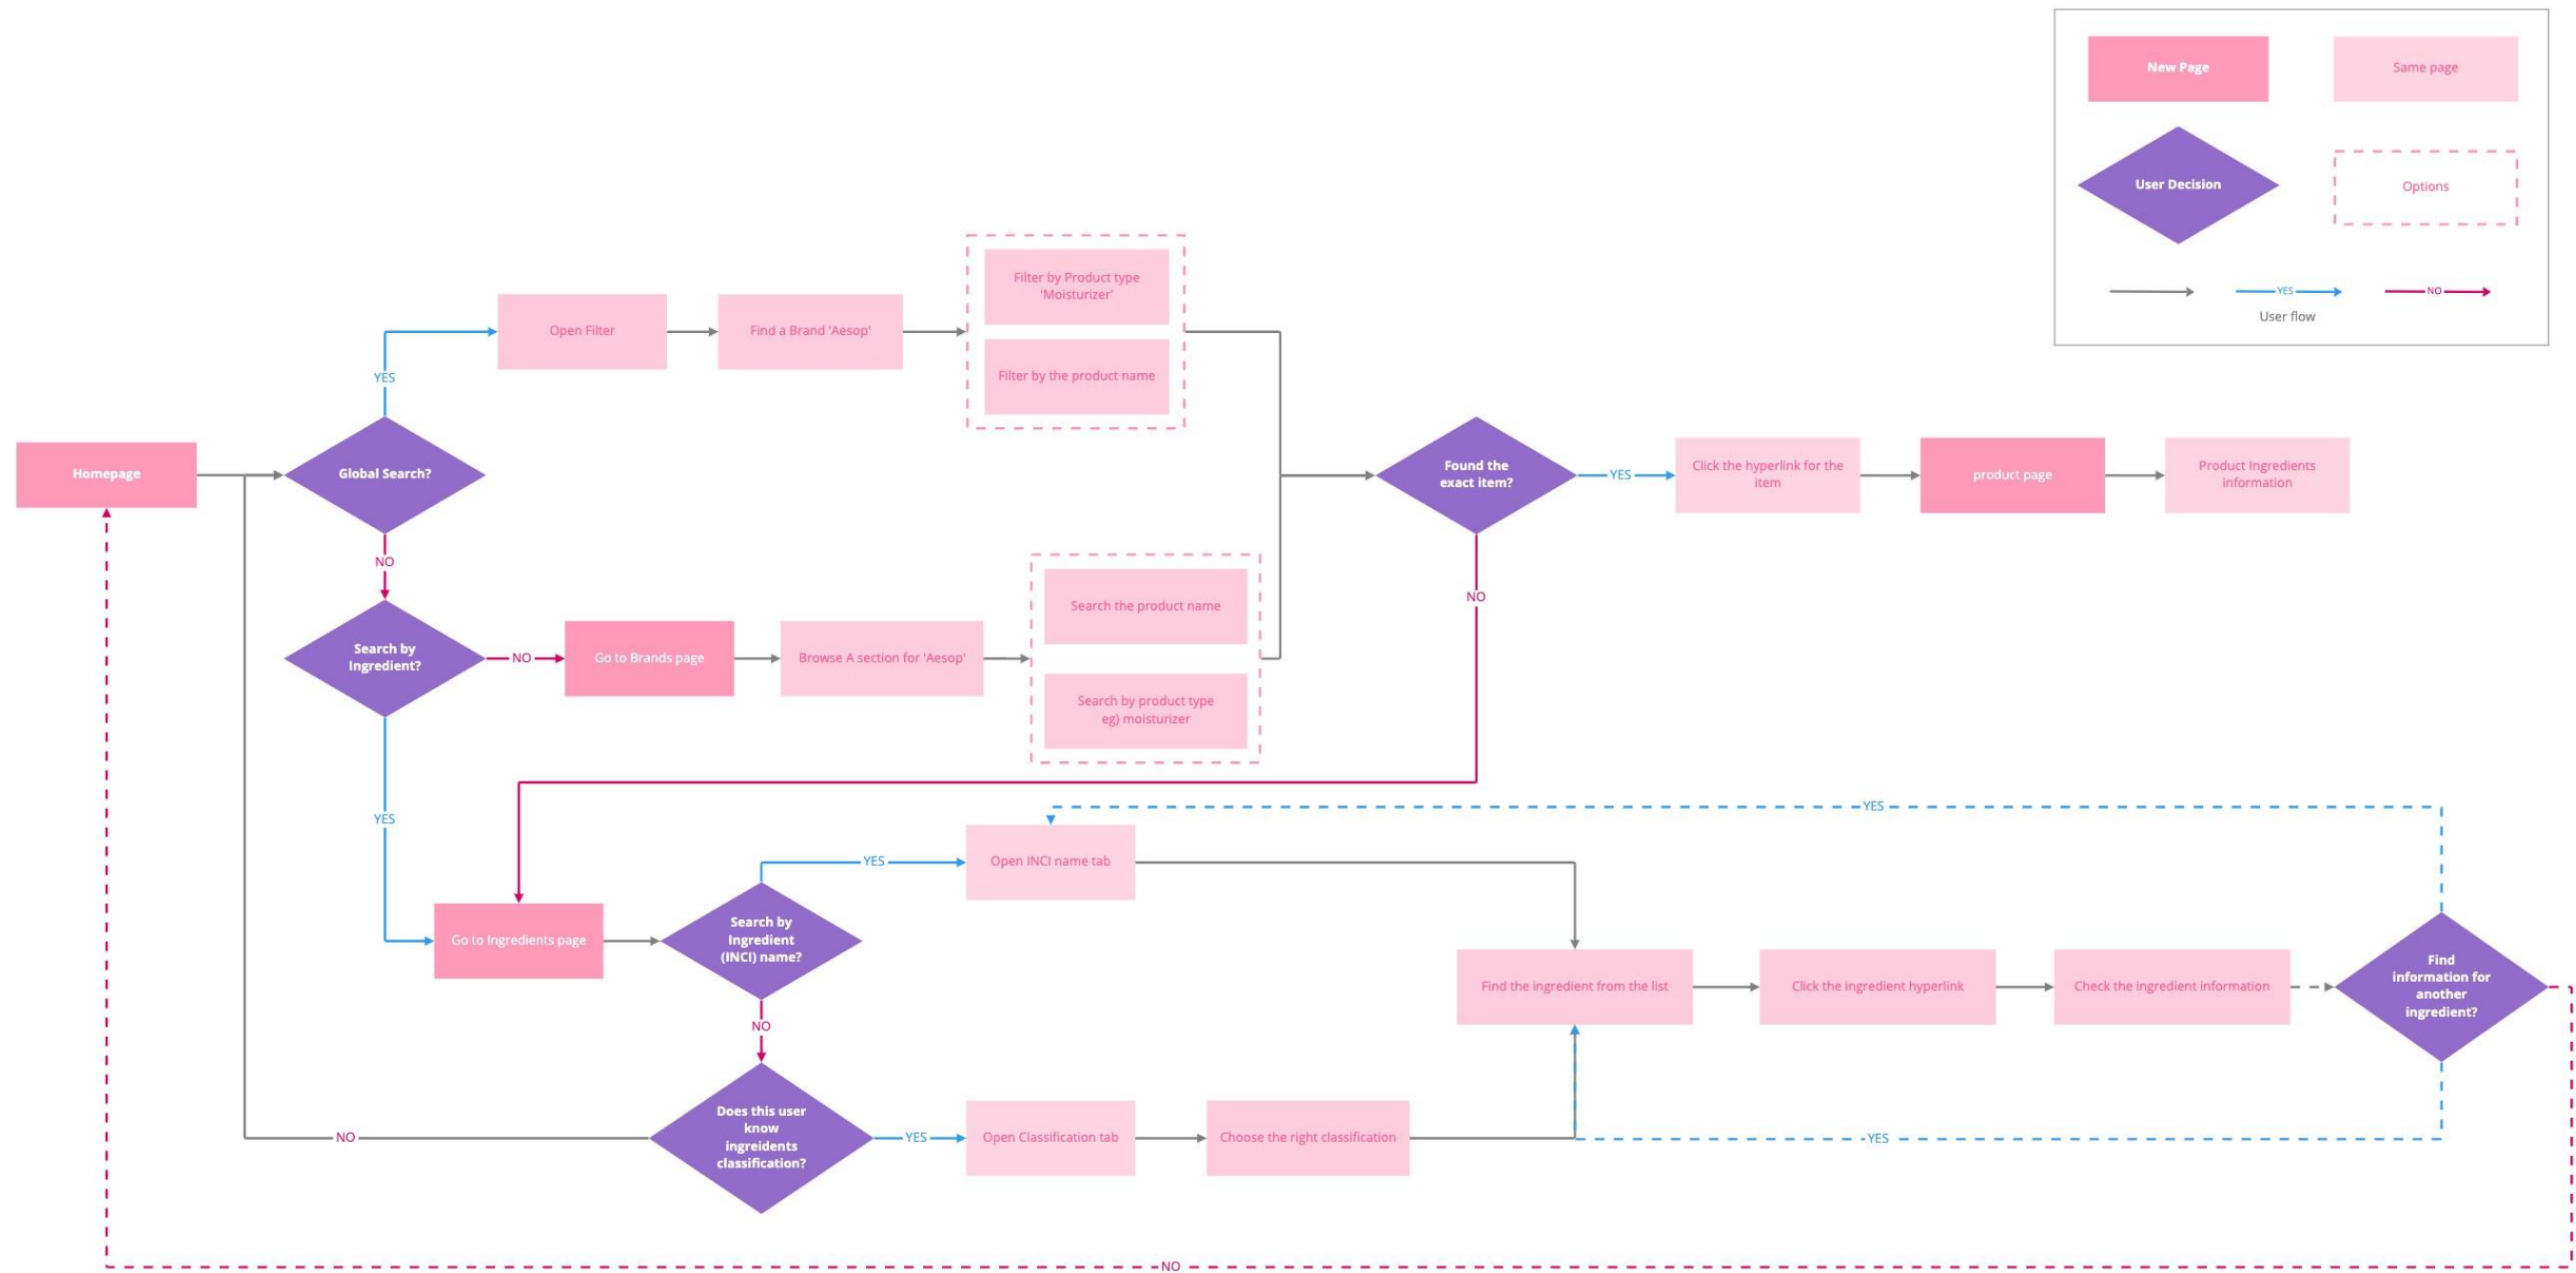 New Page
Same page
User Decision
Options
YES
NO
User flow
Filter by Product type
'Moisturizer'
Open Filter
Find a Brand 'Aesop'
Filter by the product name
YES
Homepage
Global Search?
Found the
exact item?
YES
Click the hyperlink for the
item
product page
Product Ingredients
information
NO
NO
Search the product name
Search by
Ingredient?
NO
Go to Brands page
Browse A section for 'Aesop'
Search by product type
eg) moisturizer
YES
YES
YES
Open INCI name tab
Go to Ingredients page
Search by
Ingredient
(INCI) name?
Find the ingredient from the list
Click the ingredient hyperlink
Check the ingredient information
Find
information for
another
ingredient?
NO
Does this user
know
ingreidents
classification?
NO
YES
Open Classification tab
Choose the right classification
YES
NO